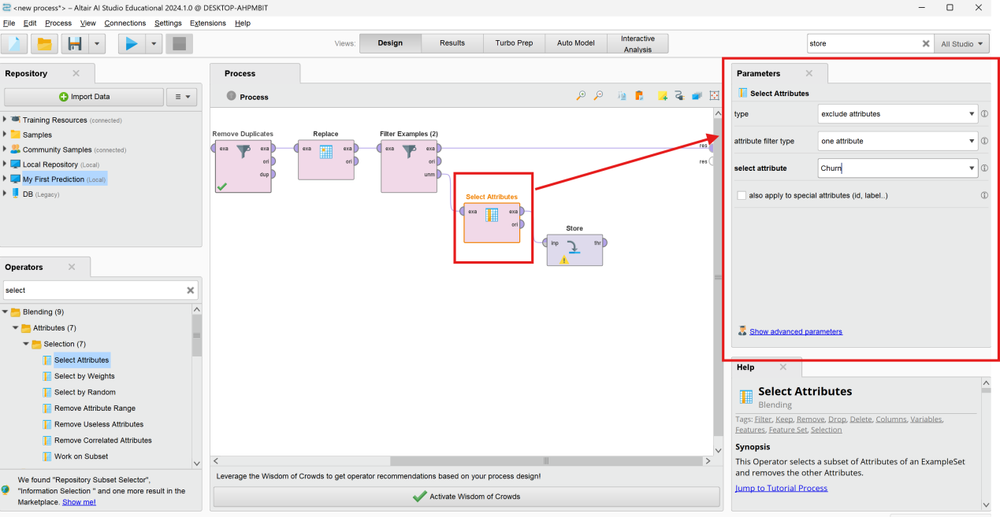 <new process*> – Altair AI Studio Educational 2024.1.0 @ DESKTOP-AHPMBIT
File Edit Process View Connections Settings Extensions Help
Views: Design Results Turbo Prep Auto Model Interactive Analysis
store All Studio
Repository
Import Data
Training Resources (connected)
Samples
Community Samples (connected)
Local Repository (Local)
My First Prediction (Local)
DB (Legacy)
Operators
select
Blending (9)
Attributes (7)
Selection (7)
Select Attributes
Select by Weights
Select by Random
Remove Attribute Range
Remove Useless Attributes
Remove Correlated Attributes
Work on Subset
We found "Repository Subset Selector",
"Information Selection " and one more result in the
Marketplace. Show me!
Process
Process
Remove Duplicates Replace Filter Examples (2)
exa exa exa exa exa exa res
ori ori ori res
dup unm
Select Attributes
exa exa
ori
Store
inp thr
Leverage the Wisdom of Crowds to get operator recommendations based on your process design!
Activate Wisdom of Crowds
Parameters
Select Attributes
type exclude attributes
attribute filter type one attribute
select attribute Churn
also apply to special attributes (id, label..)
Show advanced parameters
Help
Select Attributes
Blending
Tags: Filter, Keep, Remove, Drop, Delete, Columns, Variables,
Features, Feature Set, Selection
Synopsis
This Operator selects a subset of Attributes of an ExampleSet
and removes the other Attributes.
Jump to Tutorial Process